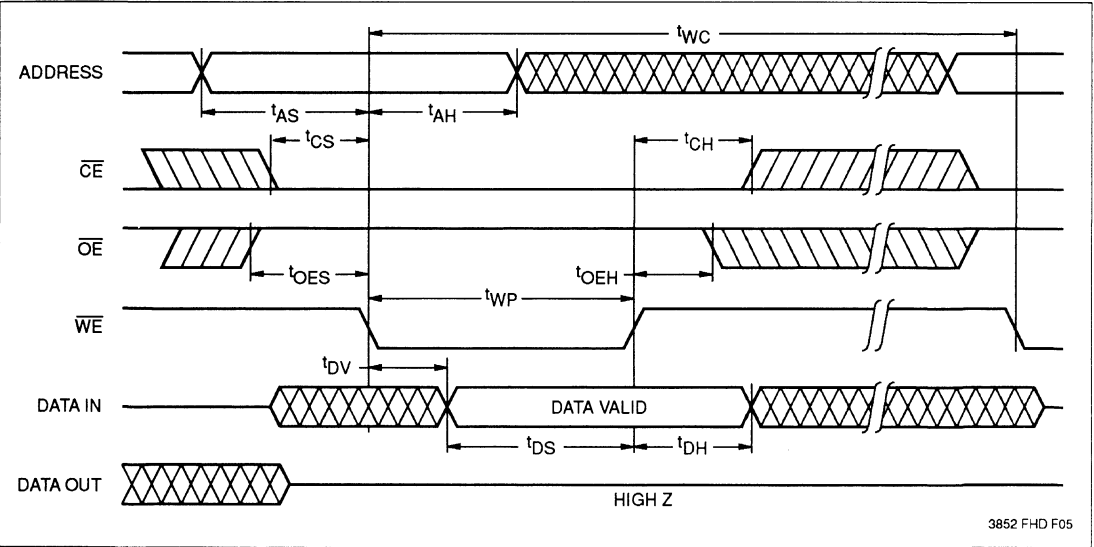 tWC
ADDRESS
tAS
tAH
tCS
tCH
CE
OE
tOES
tOEH
tWP
WE
tDV
DATA IN
DATA VALID
tDS
tDH
DATA OUT
HIGH Z
3852 FHD F05